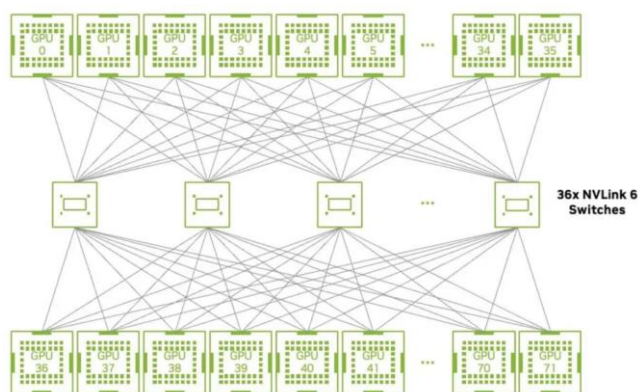 GPU 0
GPU 1
GPU 2
GPU 3
GPU 4
GPU 5
...
GPU 34
GPU 35
36x NVLink 6
Switches
...
GPU 36
GPU 37
GPU 38
GPU 39
GPU 40
GPU 41
...
GPU 70
GPU 71